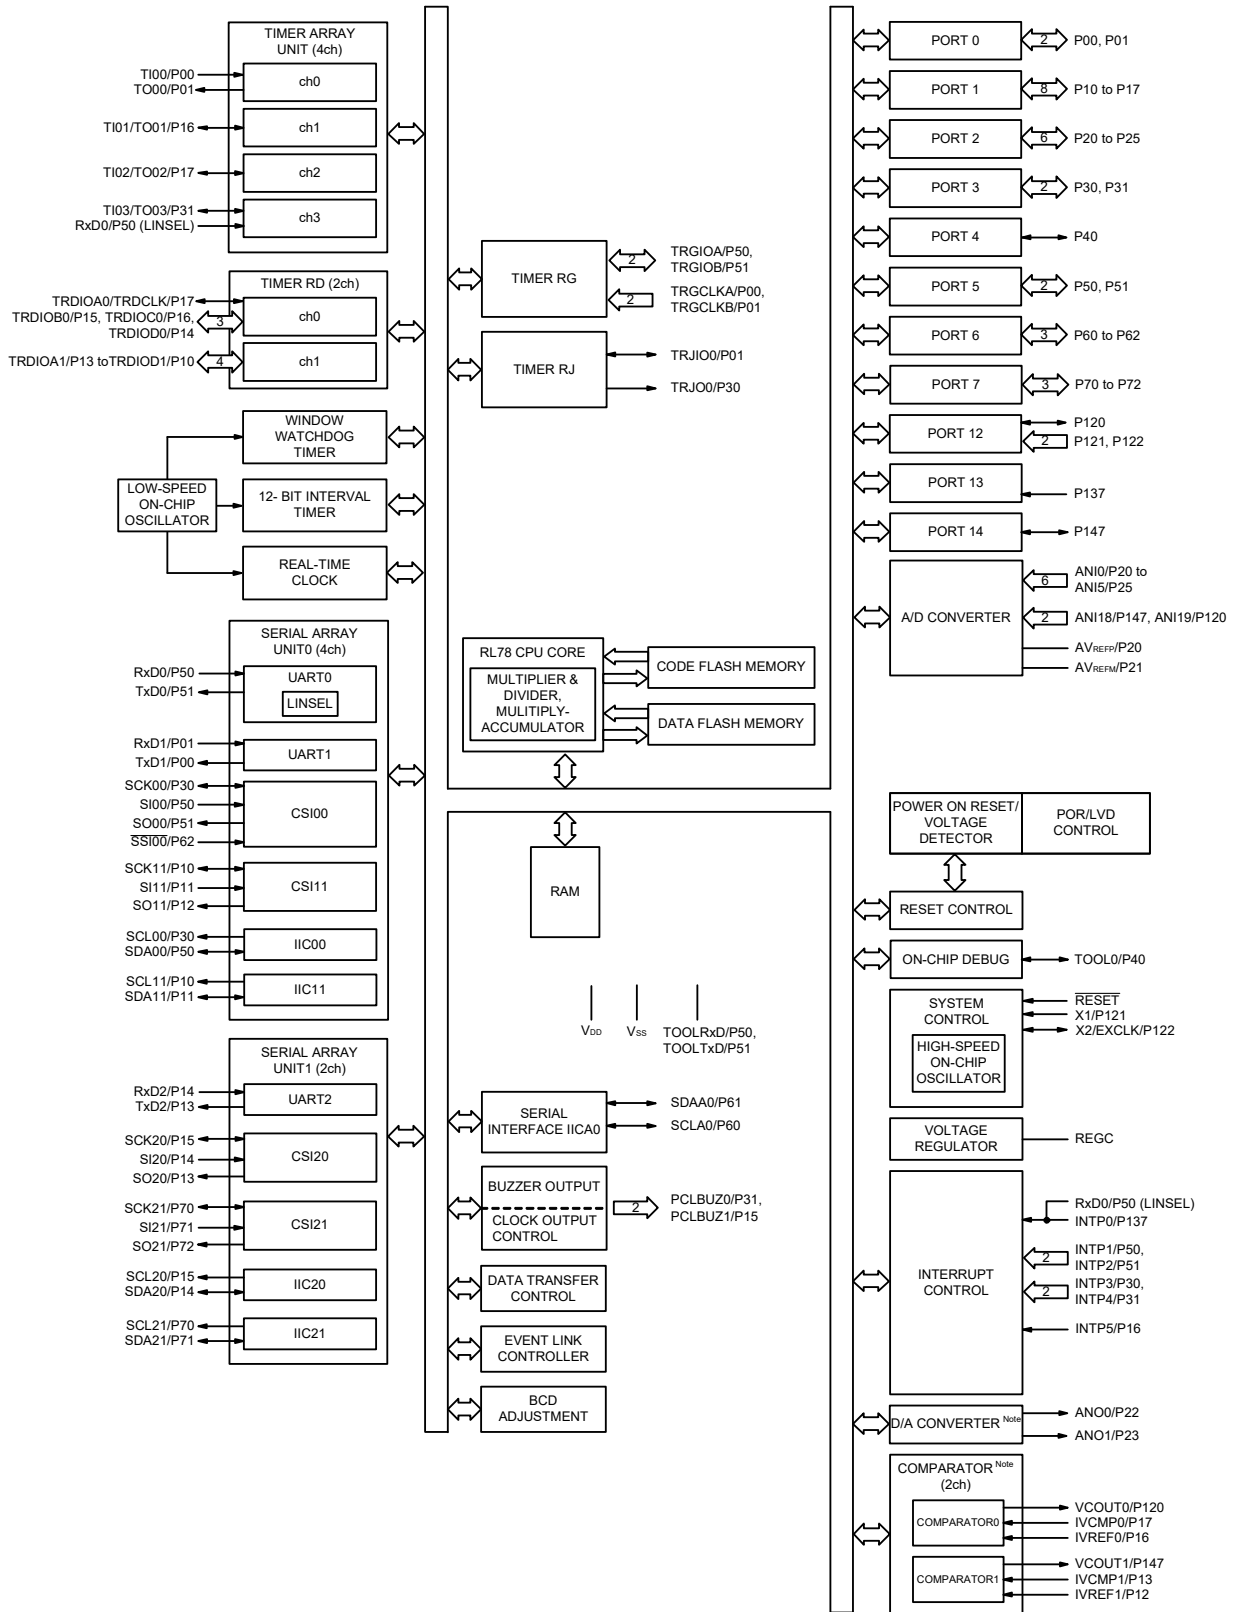 TIMER ARRAY
UNIT (4ch)
TI00/P00
TO00/P01
ch0
TI01/TO01/P16
ch1
TI02/TO02/P17
ch2
TI03/TO03/P31
RxD0/P50 (LINSEL)
ch3
TIMER RD (2ch)
TRDIOA0/TRDCLK/P17
TRDIOB0/P15, TRDIOC0/P16,
TRDIOD0/P14
3
ch0
TRDIOA1/P13 toTRDIOD1/P10
4
ch1
WINDOW
WATCHDOG
TIMER
LOW-SPEED
ON-CHIP
OSCILLATOR
12- BIT INTERVAL
TIMER
REAL-TIME
CLOCK
SERIAL ARRAY
UNIT0 (4ch)
RxD0/P50
TxD0/P51
UART0
LINSEL
RxD1/P01
TxD1/P00
UART1
SCK00/P30
SI00/P50
SO00/P51
SSI00/P62
CSI00
SCK11/P10
SI11/P11
SO11/P12
CSI11
SCL00/P30
SDA00/P50
IIC00
SCL11/P10
SDA11/P11
IIC11
SERIAL ARRAY
UNIT1 (2ch)
RxD2/P14
TxD2/P13
UART2
SCK20/P15
SI20/P14
SO20/P13
CSI20
SCK21/P70
SI21/P71
SO21/P72
CSI21
SCL20/P15
SDA20/P14
IIC20
SCL21/P70
SDA21/P71
IIC21
TIMER RG
2
TRGIOA/P50,
TRGIOB/P51
2
TRGCLKA/P00,
TRGCLKB/P01
TIMER RJ
TRJIO0/P01
TRJO0/P30
RL78 CPU CORE
MULTIPLIER &
DIVIDER,
MULITIPLY-
ACCUMULATOR
CODE FLASH MEMORY
DATA FLASH MEMORY
RAM
VDD
VSS
TOOLRxD/P50,
TOOLTxD/P51
SERIAL
INTERFACE IICA0
SDAA0/P61
SCLA0/P60
BUZZER OUTPUT
CLOCK OUTPUT
CONTROL
2
PCLBUZ0/P31,
PCLBUZ1/P15
DATA TRANSFER
CONTROL
EVENT LINK
CONTROLLER
BCD
ADJUSTMENT
PORT 0
2
P00, P01
PORT 1
8
P10 to P17
PORT 2
6
P20 to P25
PORT 3
2
P30, P31
PORT 4
P40
PORT 5
2
P50, P51
PORT 6
3
P60 to P62
PORT 7
3
P70 to P72
PORT 12
P120
2
P121, P122
PORT 13
P137
PORT 14
P147
A/D CONVERTER
6
ANI0/P20 to
ANI5/P25
2
ANI18/P147, ANI19/P120
AVREFP/P20
AVREFM/P21
POWER ON RESET/
VOLTAGE
DETECTOR
POR/LVD
CONTROL
RESET CONTROL
ON-CHIP DEBUG
TOOL0/P40
SYSTEM
CONTROL
HIGH-SPEED
ON-CHIP
OSCILLATOR
RESET
X1/P121
X2/EXCLK/P122
VOLTAGE
REGULATOR
REGC
INTERRUPT
CONTROL
RxD0/P50 (LINSEL)
INTP0/P137
2
INTP1/P50,
INTP2/P51
2
INTP3/P30,
INTP4/P31
INTP5/P16
D/A CONVERTER Note
ANO0/P22
ANO1/P23
COMPARATOR Note
(2ch)
COMPARATOR0
VCOUT0/P120
IVCMP0/P17
IVREF0/P16
COMPARATOR1
VCOUT1/P147
IVCMP1/P13
IVREF1/P12